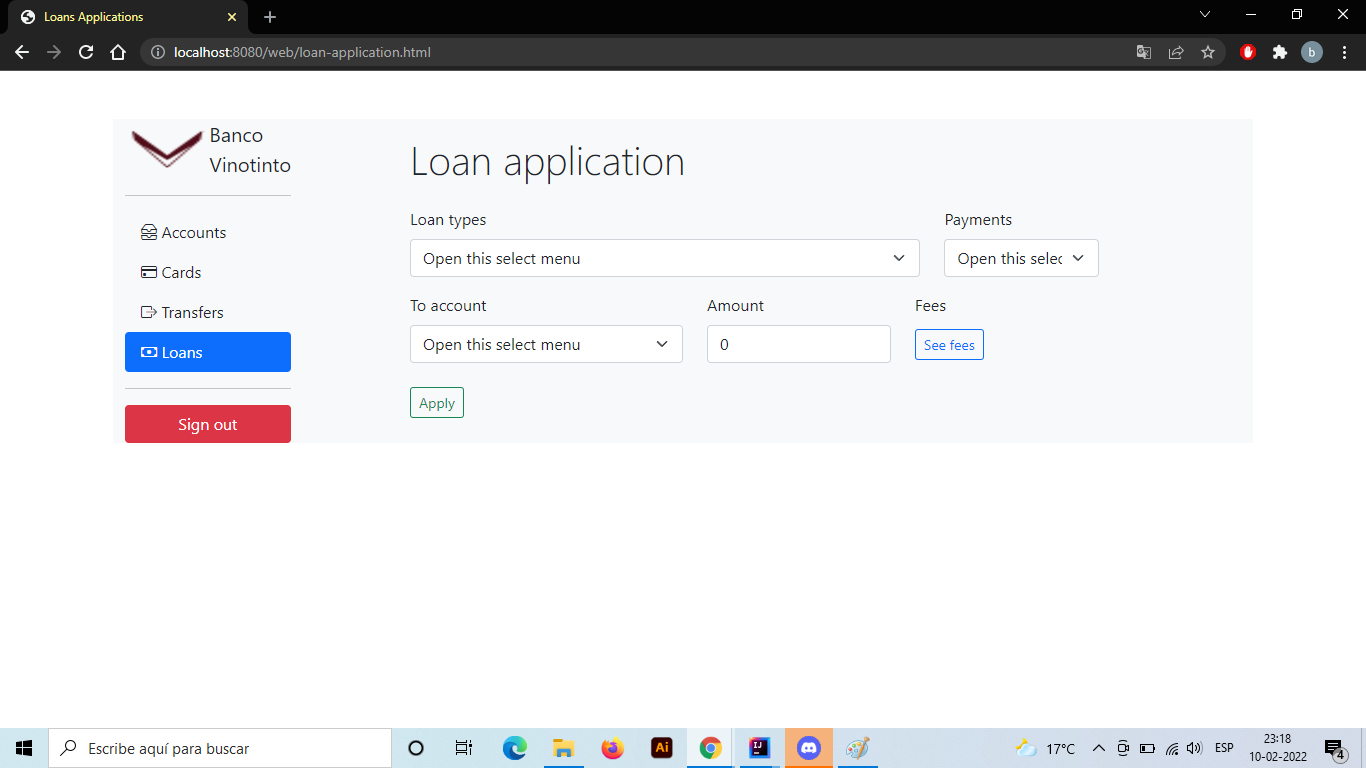 Loans Applications
localhost:8080/web/loan-application.html
b
Banco
Vinotinto
Accounts
Cards
Transfers
Loans
Sign out
Loan application
Loan types
Payments
Open this select menu
Open this selec
To account
Amount
Fees
Open this select menu
0
See fees
Apply
Escribe aquí para buscar
Ai
IJ
17°C
ESP
23:18
10-02-2022
4